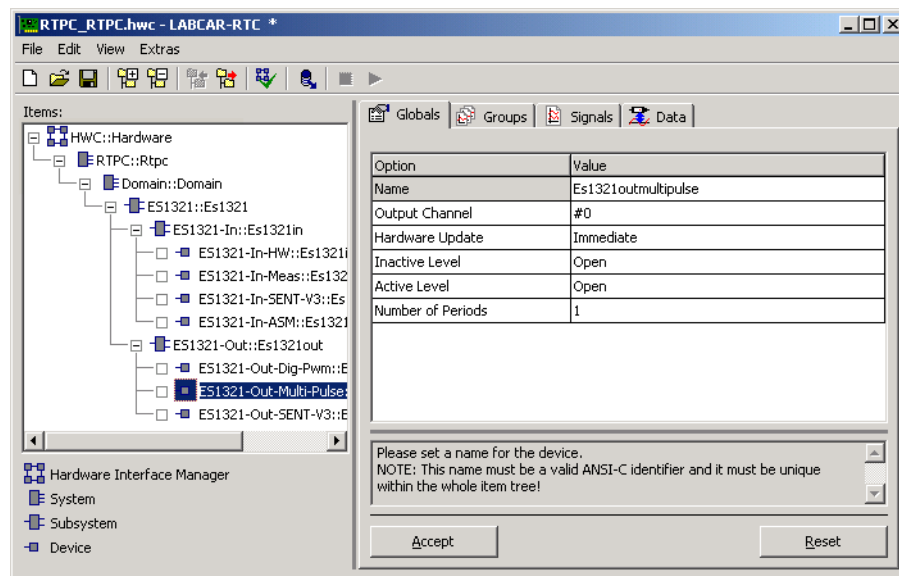 RTPC_RTPC.hwc - LABCAR-RTC *
File Edit View Extras
Items:
HWC::Hardware
RTPC::Rtpc
Domain::Domain
ES1321::Es1321
ES1321-In::Es1321in
ES1321-In-HW::Es1321i
ES1321-In-Meas::Es132
ES1321-In-SENT-V3::Es
ES1321-In-ASM::Es1321
ES1321-Out::Es1321out
ES1321-Out-Dig-Pwm::E
ES1321-Out-Multi-Pulse:
ES1321-Out-SENT-V3::E
Hardware Interface Manager
System
Subsystem
Device
Globals Groups Signals Data
Option Value
Name Es1321outmultipulse
Output Channel #0
Hardware Update Immediate
Inactive Level Open
Active Level Open
Number of Periods 1
Please set a name for the device.
NOTE: This name must be a valid ANSI-C identifier and it must be unique
within the whole item tree!
Accept Reset